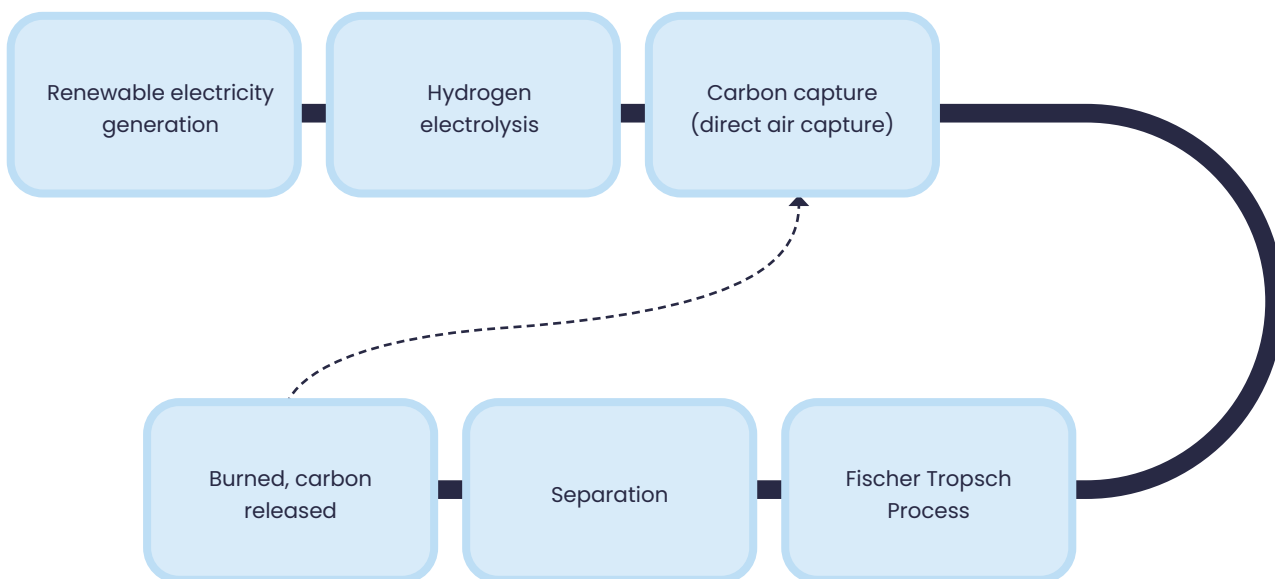 Renewable electricity
generation
Hydrogen
electrolysis
Carbon capture
(direct air capture)
Burned, carbon
released
Separation
Fischer Tropsch
Process